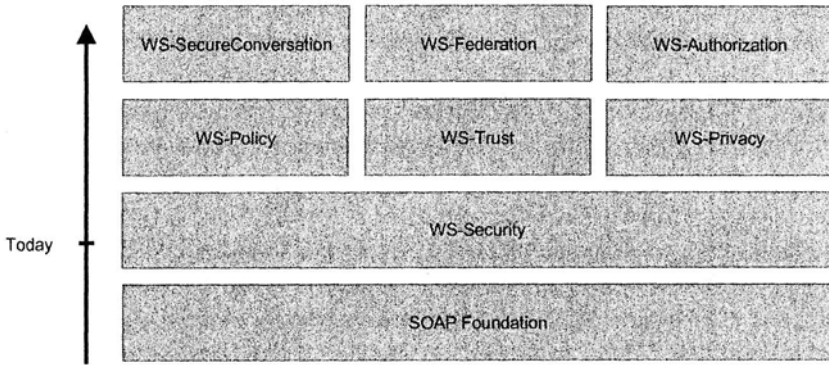 WS-SecureConversation
WS-Federation
WS-Authorization
WS-Policy
WS-Trust
WS-Privacy
Today
WS-Security
SOAP Foundation